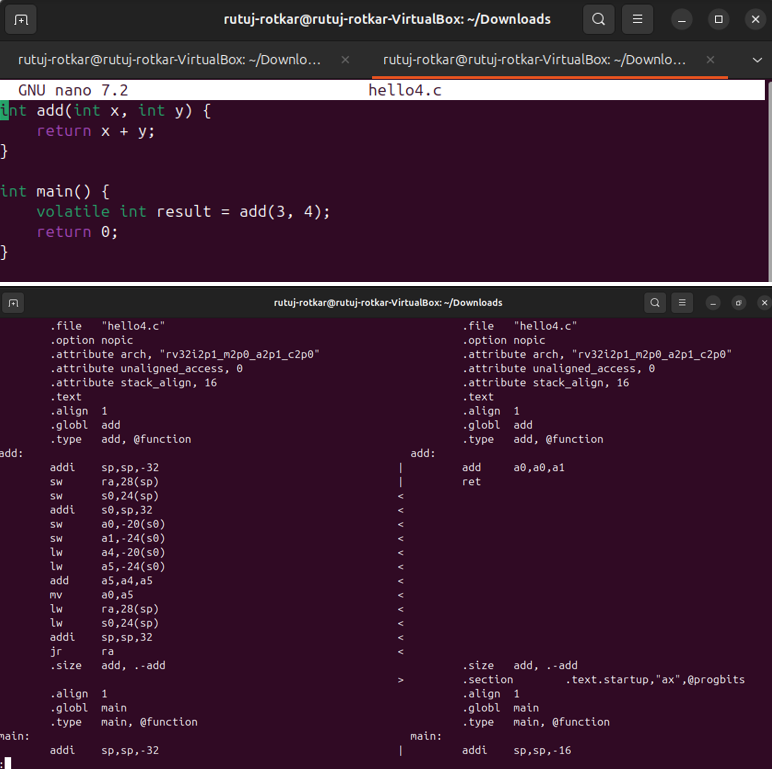 rutuj-rotkar@rutuj-rotkar-VirtualBox: ~/Downloads
rutuj-rotkar@rutuj-rotkar-VirtualBox: ~/Downlo... rutuj-rotkar@rutuj-rotkar-VirtualBox: ~/Downlo...
GNU nano 7.2 hello4.c
int add(int x, int y) {
    return x + y;
}
int main() {
    volatile int result = add(3, 4);
    return 0;
}
rutuj-rotkar@rutuj-rotkar-VirtualBox: ~/Downloads
.file "hello4.c" .file "hello4.c"
.option nopic .option nopic
.attribute arch, "rv32i2p1_m2p0_a2p1_c2p0" .attribute arch, "rv32i2p1_m2p0_a2p1_c2p0"
.attribute unaligned_access, 0 .attribute unaligned_access, 0
.attribute stack_align, 16 .attribute stack_align, 16
.text .text
.align 1 .align 1
.globl add .globl add
.type add, @function .type add, @function
add: add:
addi sp,sp,-32 | add a0,a0,a1
sw ra,28(sp) | ret
sw s0,24(sp) <
addi s0,sp,32 <
sw a0,-20(s0) <
sw a1,-24(s0) <
lw a4,-20(s0) <
lw a5,-24(s0) <
add a5,a4,a5 <
mv a0,a5 <
lw ra,28(sp) <
lw s0,24(sp) <
addi sp,sp,32 <
jr ra <
.size add, .-add .size add, .-add
> .section .text.startup,"ax",@progbits
.align 1 .align 1
.globl main .globl main
.type main, @function .type main, @function
main: main:
addi sp,sp,-32 | addi sp,sp,-16
: